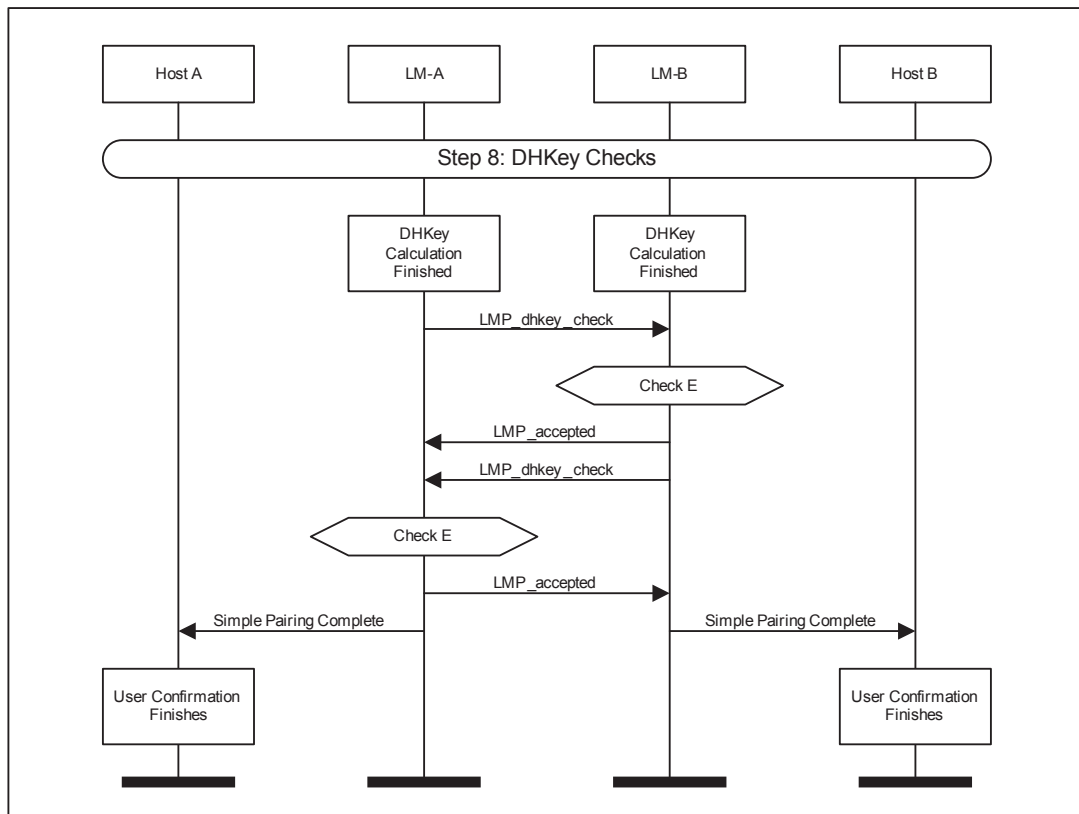 Host A
LM-A
LM-B
Host B
Step 8: DHKey Checks
DHKey
Calculation
Finished
DHKey
Calculation
Finished
LMP_dhkey_check
Check E
LMP_accepted
LMP_dhkey_check
Check E
LMP_accepted
Simple Pairing Complete
Simple Pairing Complete
User Confirmation
Finishes
User Confirmation
Finishes